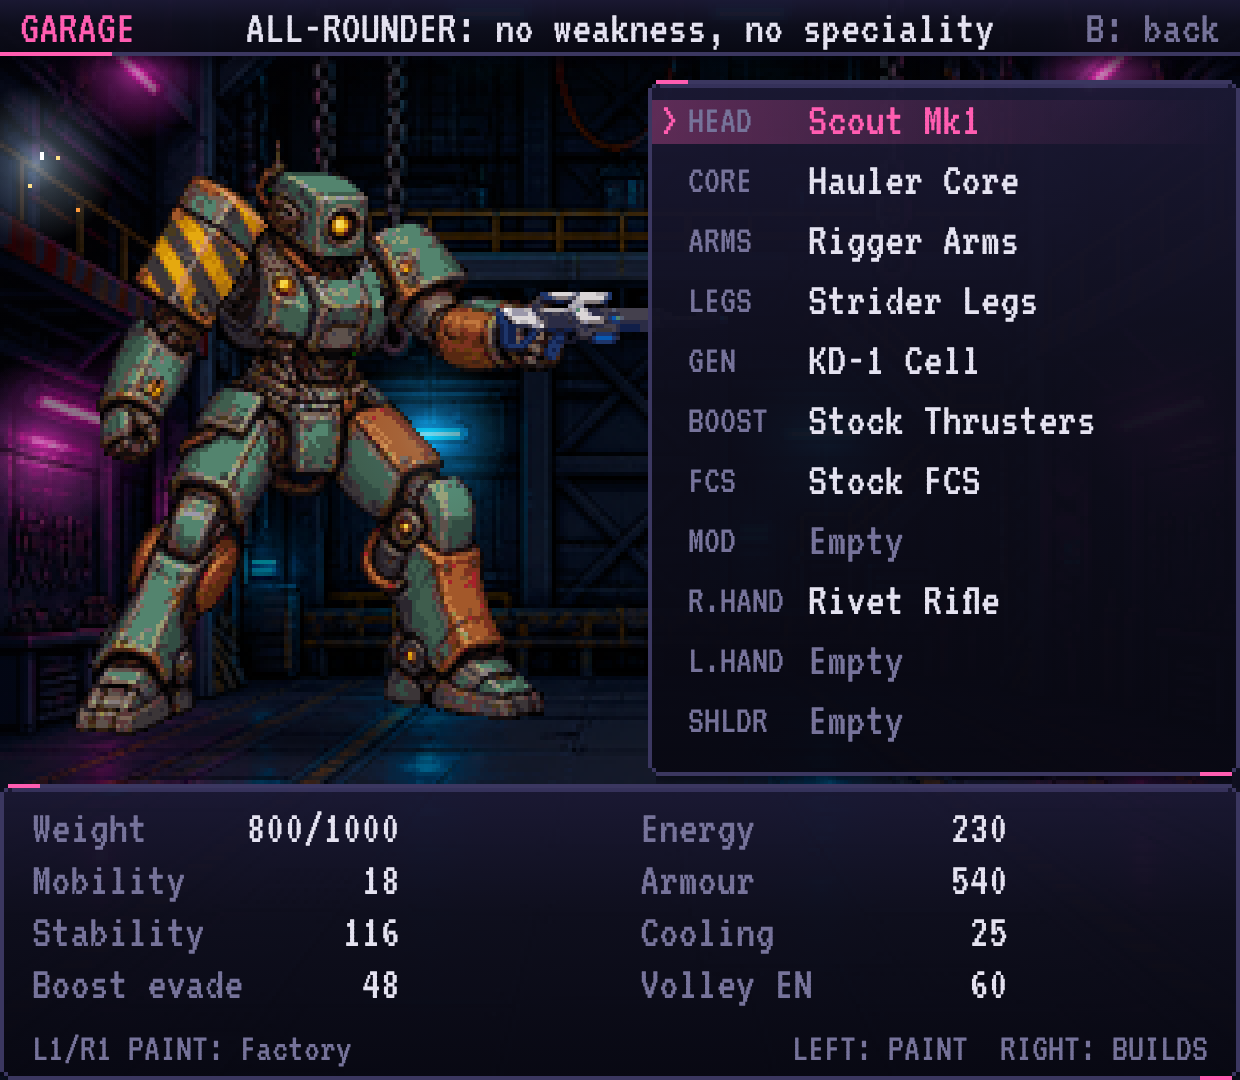 GARAGE ALL-ROUNDER: no weakness, no speciality B: back
> HEAD Scout Mk1
CORE Hauler Core
ARMS Rigger Arms
LEGS Strider Legs
GEN KD-1 Cell
BOOST Stock Thrusters
FCS Stock FCS
MOD Empty
R.HAND Rivet Rifle
L.HAND Empty
SHLDR Empty
Weight 800/1000 Energy 230
Mobility 18 Armour 540
Stability 116 Cooling 25
Boost evade 48 Volley EN 60
L1/R1 PAINT: Factory LEFT: PAINT RIGHT: BUILDS